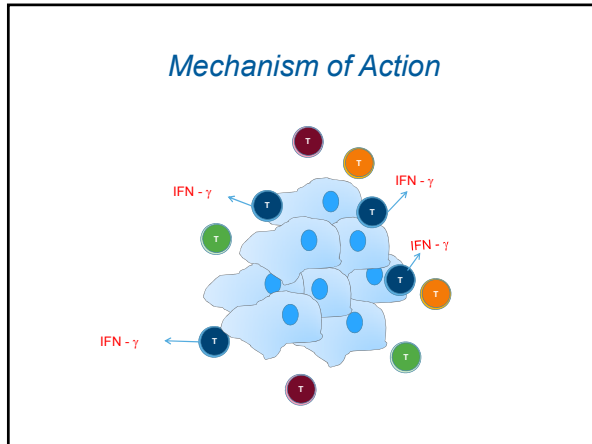 Mechanism of Action
T
T
IFN - γ
IFN - γ
T
T
T
IFN - γ
T
T
IFN - γ
T
T
T